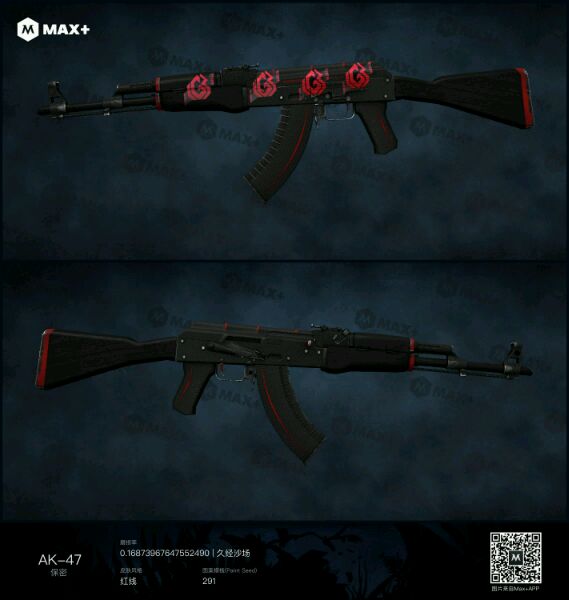 MAX+
AK-47
保密
磨损率
0.16873967647552490 | 久经沙场
皮肤风格
红线
图案模板(Paint Seed)
291
图片来自Max+APP